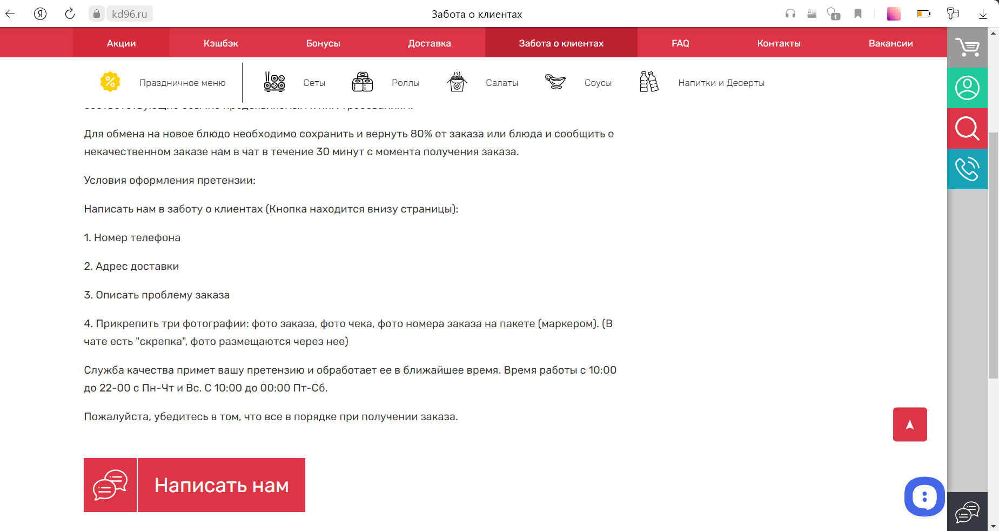 Я
kd96.ru
Забота о клиентах
1
Акции
Кэшбэк
Бонусы
Доставка
Забота о клиентах
FAQ
Контакты
Вакансии
Праздничное меню
Сеты
Роллы
Салаты
Соусы
Напитки и Десерты
Для обмена на новое блюдо необходимо сохранить и вернуть 80% от заказа или блюда и сообщить о
некачественном заказе нам в чат в течение 30 минут с момента получения заказа.
Условия оформления претензии:
Написать нам в заботу о клиентах (Кнопка находится внизу страницы):
1. Номер телефона
2. Адрес доставки
3. Описать проблему заказа
4. Прикрепить три фотографии: фото заказа, фото чека, фото номера заказа на пакете (маркером). (В
чате есть "скрепка", фото размещаются через нее)
Служба качества примет вашу претензию и обработает ее в ближайшее время. Время работы с 10:00
до 22-00 с Пн-Чт и Вс. С 10:00 до 00:00 Пт-Сб.
Пожалуйста, убедитесь в том, что все в порядке при получении заказа.
Написать нам